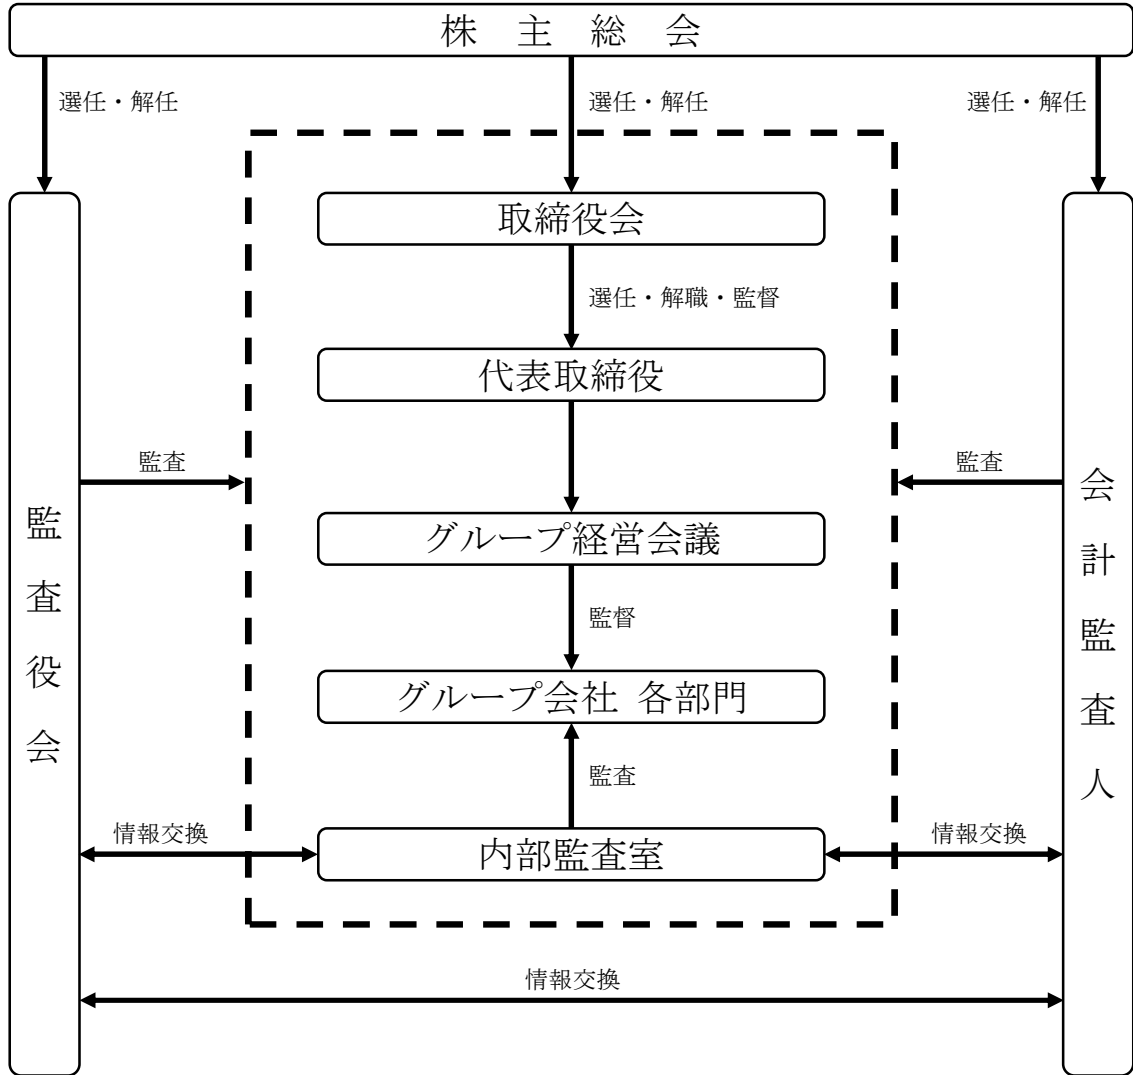 株 主 総 会
選任・解任
選任・解任
選任・解任
取締役会
選任・解職・監督
代表取締役
監査
監査
グループ経営会議
監督
グループ会社 各部門
監査
情報交換
情報交換
内部監査室
情報交換
監査役会
会計監査人